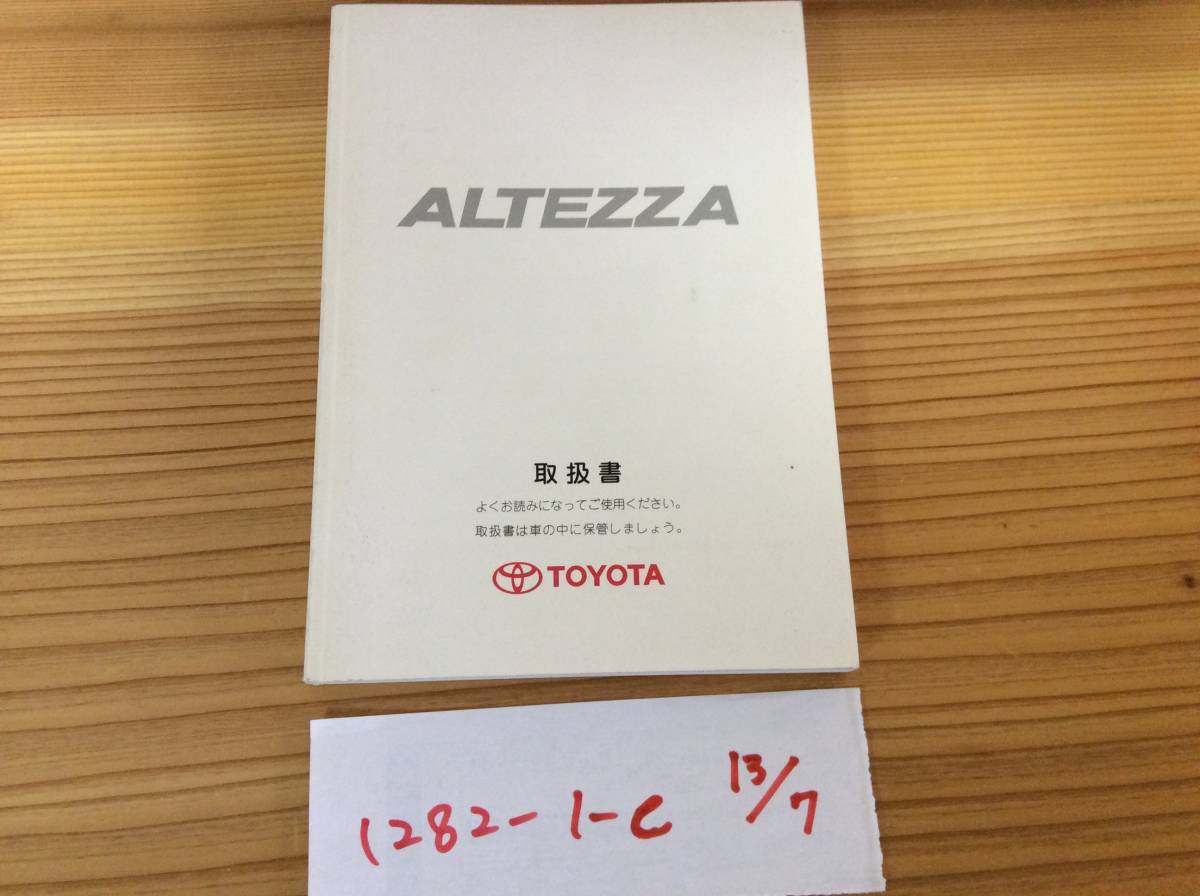 ALTEZZA
取扱書
よくお読みになってご使用ください。
取扱書は車の中に保管しましょう。
TOYOTA
1282-1-C 13/7